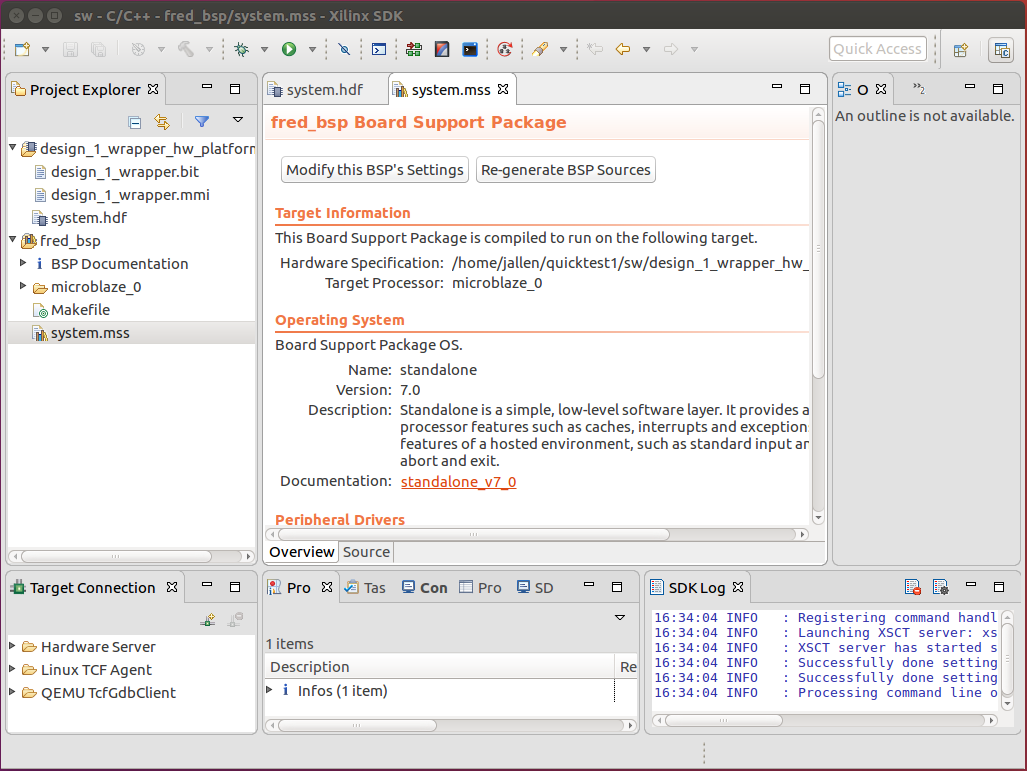 sw - C/C++ - fred_bsp/system.mss - Xilinx SDK
Quick Access
Project Explorer
design_1_wrapper_hw_platform
design_1_wrapper.bit
design_1_wrapper.mmi
system.hdf
fred_bsp
BSP Documentation
microblaze_0
Makefile
system.mss
system.hdf
system.mss
fred_bsp Board Support Package
Modify this BSP's Settings
Re-generate BSP Sources
Target Information
This Board Support Package is compiled to run on the following target.
Hardware Specification: /home/jallen/quicktest1/sw/design_1_wrapper_hw_
Target Processor: microblaze_0
Operating System
Board Support Package OS.
Name: standalone
Version: 7.0
Description: Standalone is a simple, low-level software layer. It provides a
processor features such as caches, interrupts and exception
features of a hosted environment, such as standard input an
abort and exit.
Documentation: standalone_v7_0
Peripheral Drivers
Overview
Source
O
2
An outline is not available.
Target Connection
Hardware Server
Linux TCF Agent
QEMU TcfGdbClient
Pro
Tas
Con
Pro
SD
1 items
Description
Re
Infos (1 item)
SDK Log
16:34:04 INFO : Registering command handl
16:34:04 INFO : Launching XSCT server: xs
16:34:04 INFO : XSCT server has started s
16:34:04 INFO : Successfully done setting
16:34:04 INFO : Successfully done setting
16:34:04 INFO : Processing command line o